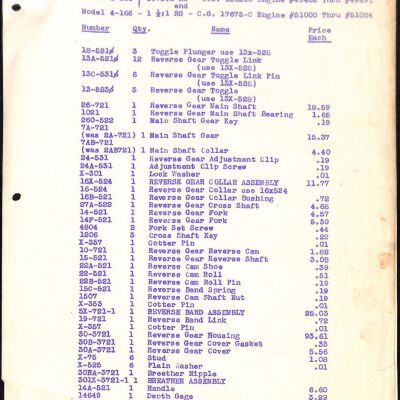 and
Model 4-166 - 1 ½:1 RG - C.G. 17675-C Engine #51000 Thru #51024
Number Qty. Name Price Each
18-521∅ 3 Toggle Plunger use 13x-528
13A-521∅ 12 Reverse Gear Toggle Link
(use 13X-528)
13C-531∅ 6 Reverse Gear Toggle Link Pin
(use 13X-528)
13-523∅ 3 Reverse Gear Toggle
(use 13X-528)
26-721 1 Reverse Gear Main Shaft 18.59
1021 1 Reverse Gear Main Shaft Bearing 1.65
260-522 1 Main Shaft Gear Key .19
7A-721
(was 2A-721) 1 Main Shaft Gear 15.37
7AB-721
(was 2AB721) 1 Main Shaft Collar 4.40
24-531 1 Reverse Gear Adjustment Clip .19
24A-531 1 Adjustment Clip Screw .19
X-301 1 Lock Washer .01
16X-524 1 REVERSE GEAR COLLAR ASSEMBLY 11.77
16-524 1 Reverse Gear Collar use 16x524
16B-521 1 Reverse Gear Collar Bushing .72
27A-522 1 Reverse Gear Cross Shaft 4.68
14-521 1 Reverse Gear Fork 4.57
14F-521 1 Reverse Gear Fork 5.39
4804 2 Fork Set Screw .44
1206 3 Cross Shaft Key .22
X-357 1 Cotter Pin .01
10-721 1 Reverse Gear Reverse Cam 1.82
15-521 1 Reverse Gear Reverse Shaft 3.08
22A-521 1 Reverse Cam Shoe .39
22-521 1 Reverse Cam Roll .51
22B-521 1 Reverse Cam Roll Pin .19
15C-521 1 Reverse Band Spring .19
1507 1 Reverse Cam Shaft Nut .19
X-353 1 Cotter Pin .01
5X-721-1 1 REVERSE BAND ASSEMBLY 25.03
19-721 1 Reverse Band Link .72
X-357 1 Cotter Pin .01
30-3721 1 Reverse Gear Housing 93.61
30B-3721 1 Reverse Gear Cover Gasket .33
30A-3721 1 Reverse Gear Cover 5.56
X-75 6 Stud 1.08
X-525 6 Plain Washer .01
30HA-3721 1 Breather Nipple
301X-3721-1 1 BREATHER ASSEMBLY
14A-521 1 Handle 6.60
14649 1 Depth Gage 3.29